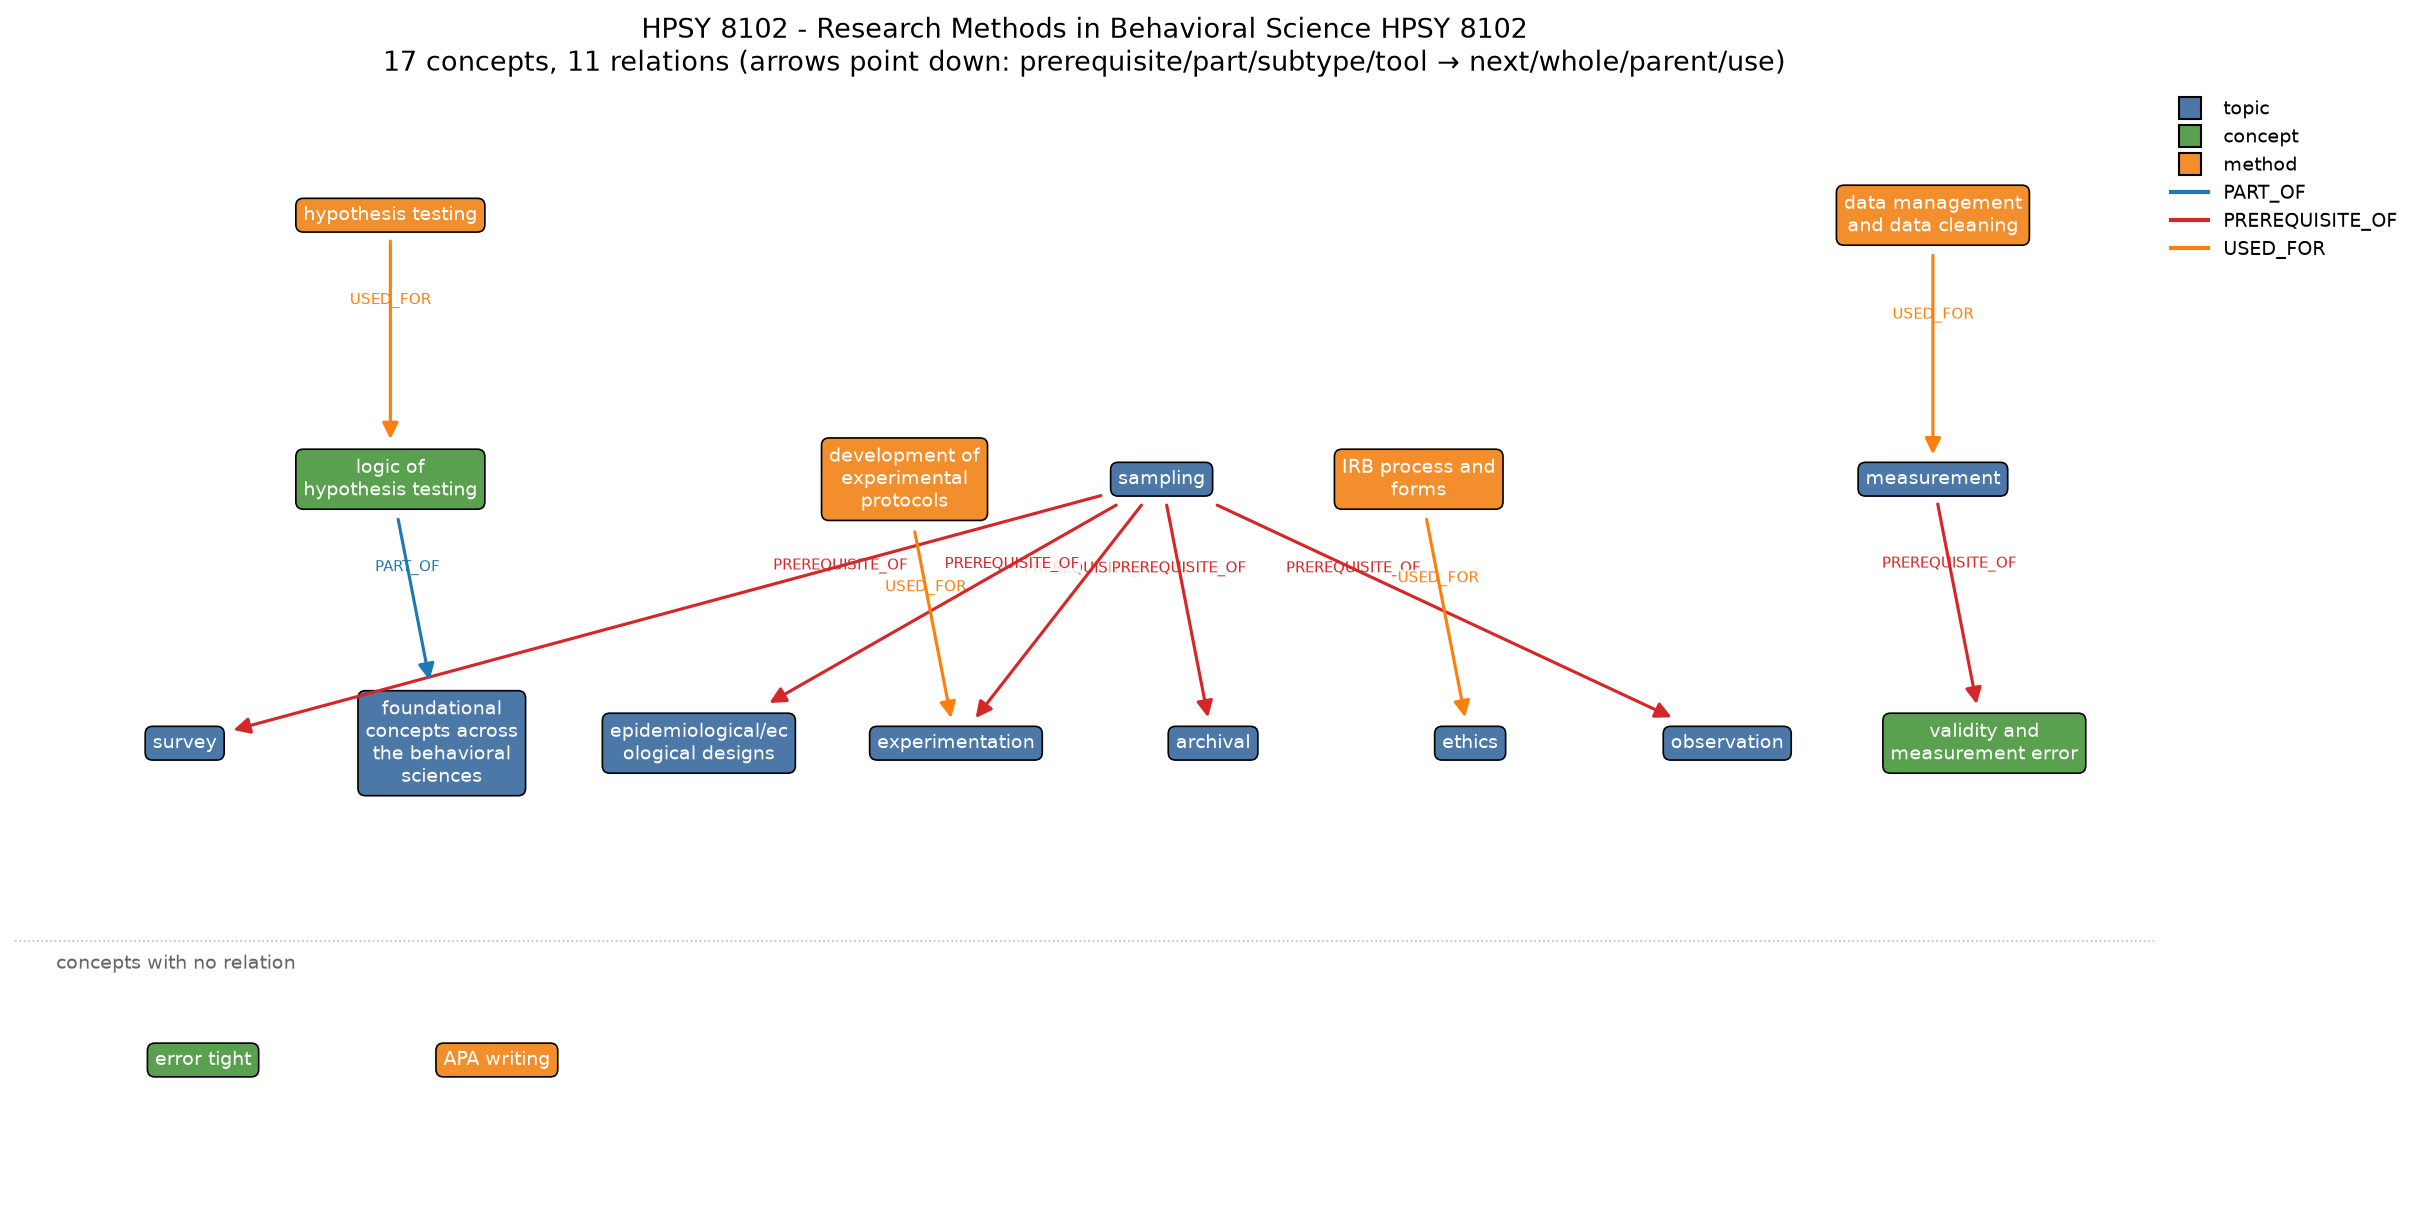 HPSY 8102 - Research Methods in Behavioral Science HPSY 8102
17 concepts, 11 relations (arrows point down: prerequisite/part/subtype/tool → next/whole/parent/use)
topic
concept
method
PART_OF
PREREQUISITE_OF
USED_FOR
hypothesis testing
data management
and data cleaning
USED_FOR
USED_FOR
logic of
hypothesis testing
development of
experimental
protocols
sampling
IRB process and
forms
measurement
PART_OF
PREREQUISITE_OF
USED_FOR
PREREQUISITE_OF
PREREQUISITE_OF
PREREQUISITE_OF
USED_FOR
PREREQUISITE_OF
survey
foundational
concepts across
the behavioral
sciences
epidemiological/ec
ological designs
experimentation
archival
ethics
observation
validity and
measurement error
concepts with no relation
error tight
APA writing